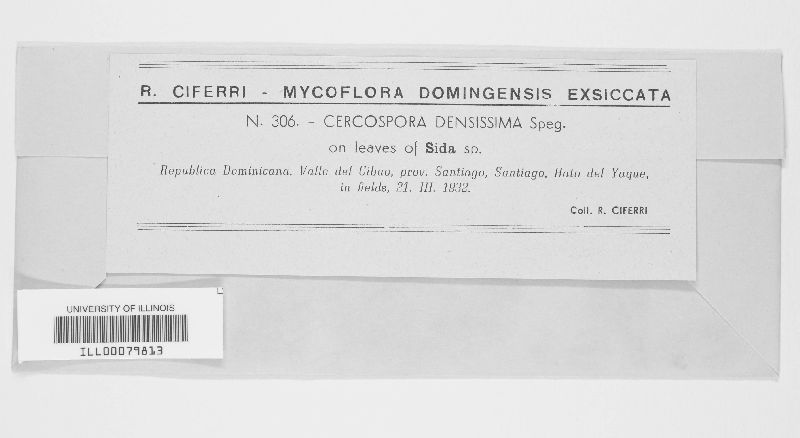 R. CIFERRI - MYCOFLORA DOMINGENSIS EXSICCATA
N. 306. - CERCOSPORA DENSISSIMA Speg.
on leaves of Sida sp.
Republica Dominicana, Valle del Cibao, prov. Santiago, Santiago, Hato del Yaque,
in fields, 21. III. 1932.
Coll. R. CIFERRI
UNIVERSITY OF ILLINOIS
ILL00079813